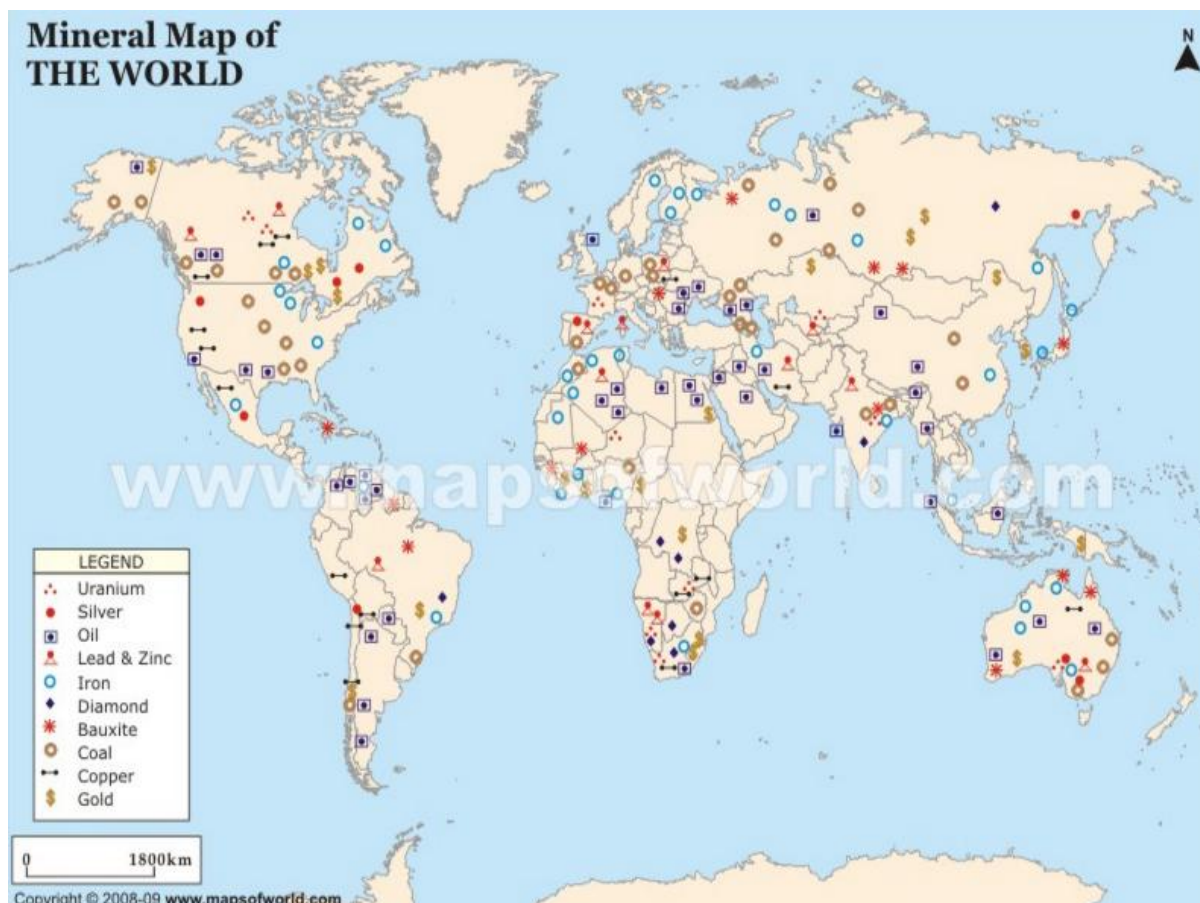 Mineral Map of
THE WORLD
N
www.mapsofworld.com
LEGEND
Uranium
Silver
Oil
Lead & Zinc
Iron
Diamond
Bauxite
Coal
Copper
Gold
0 1800km
Copyright © 2008-09 www.mapsofworld.com